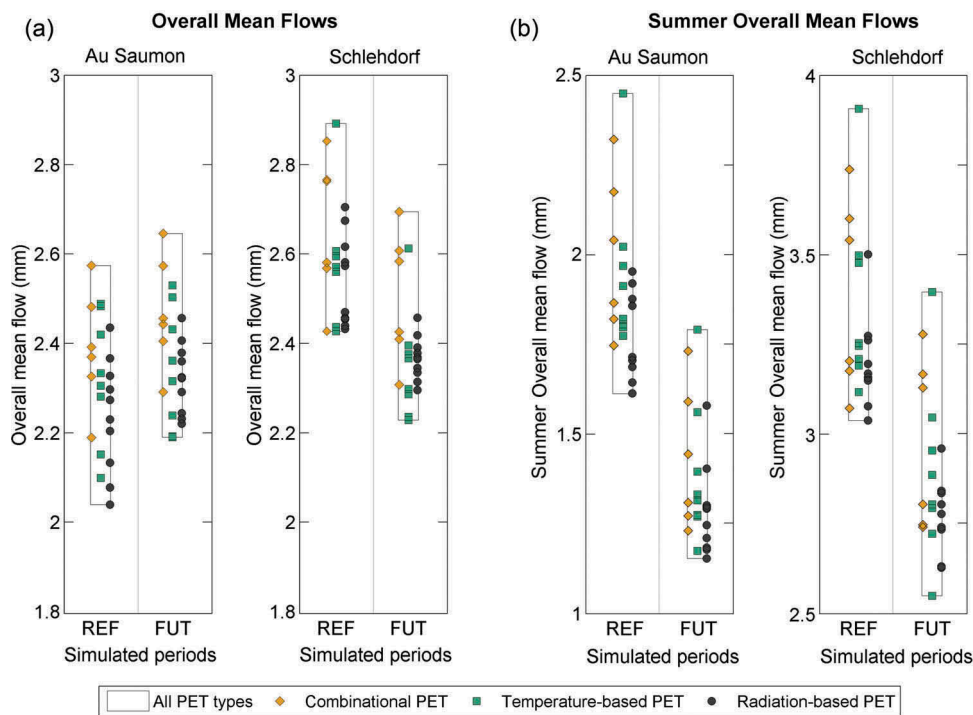 Overall Mean Flows
Summer Overall Mean Flows
(a)
(b)
Au Saumon
Schlehdorf
Au Saumon
Schlehdorf
Overall mean flow (mm)
3
2.8
2.6
2.4
2.2
2
1.8
REF FUT
Simulated periods
Overall mean flow (mm)
3
2.8
2.6
2.4
2.2
2
1.8
REF FUT
Simulated periods
Summer Overall mean flow (mm)
2.5
2
1.5
1
REF FUT
Simulated periods
Summer Overall mean flow (mm)
4
3.5
3
2.5
REF FUT
Simulated periods
All PET types Combinational PET Temperature-based PET Radiation-based PET